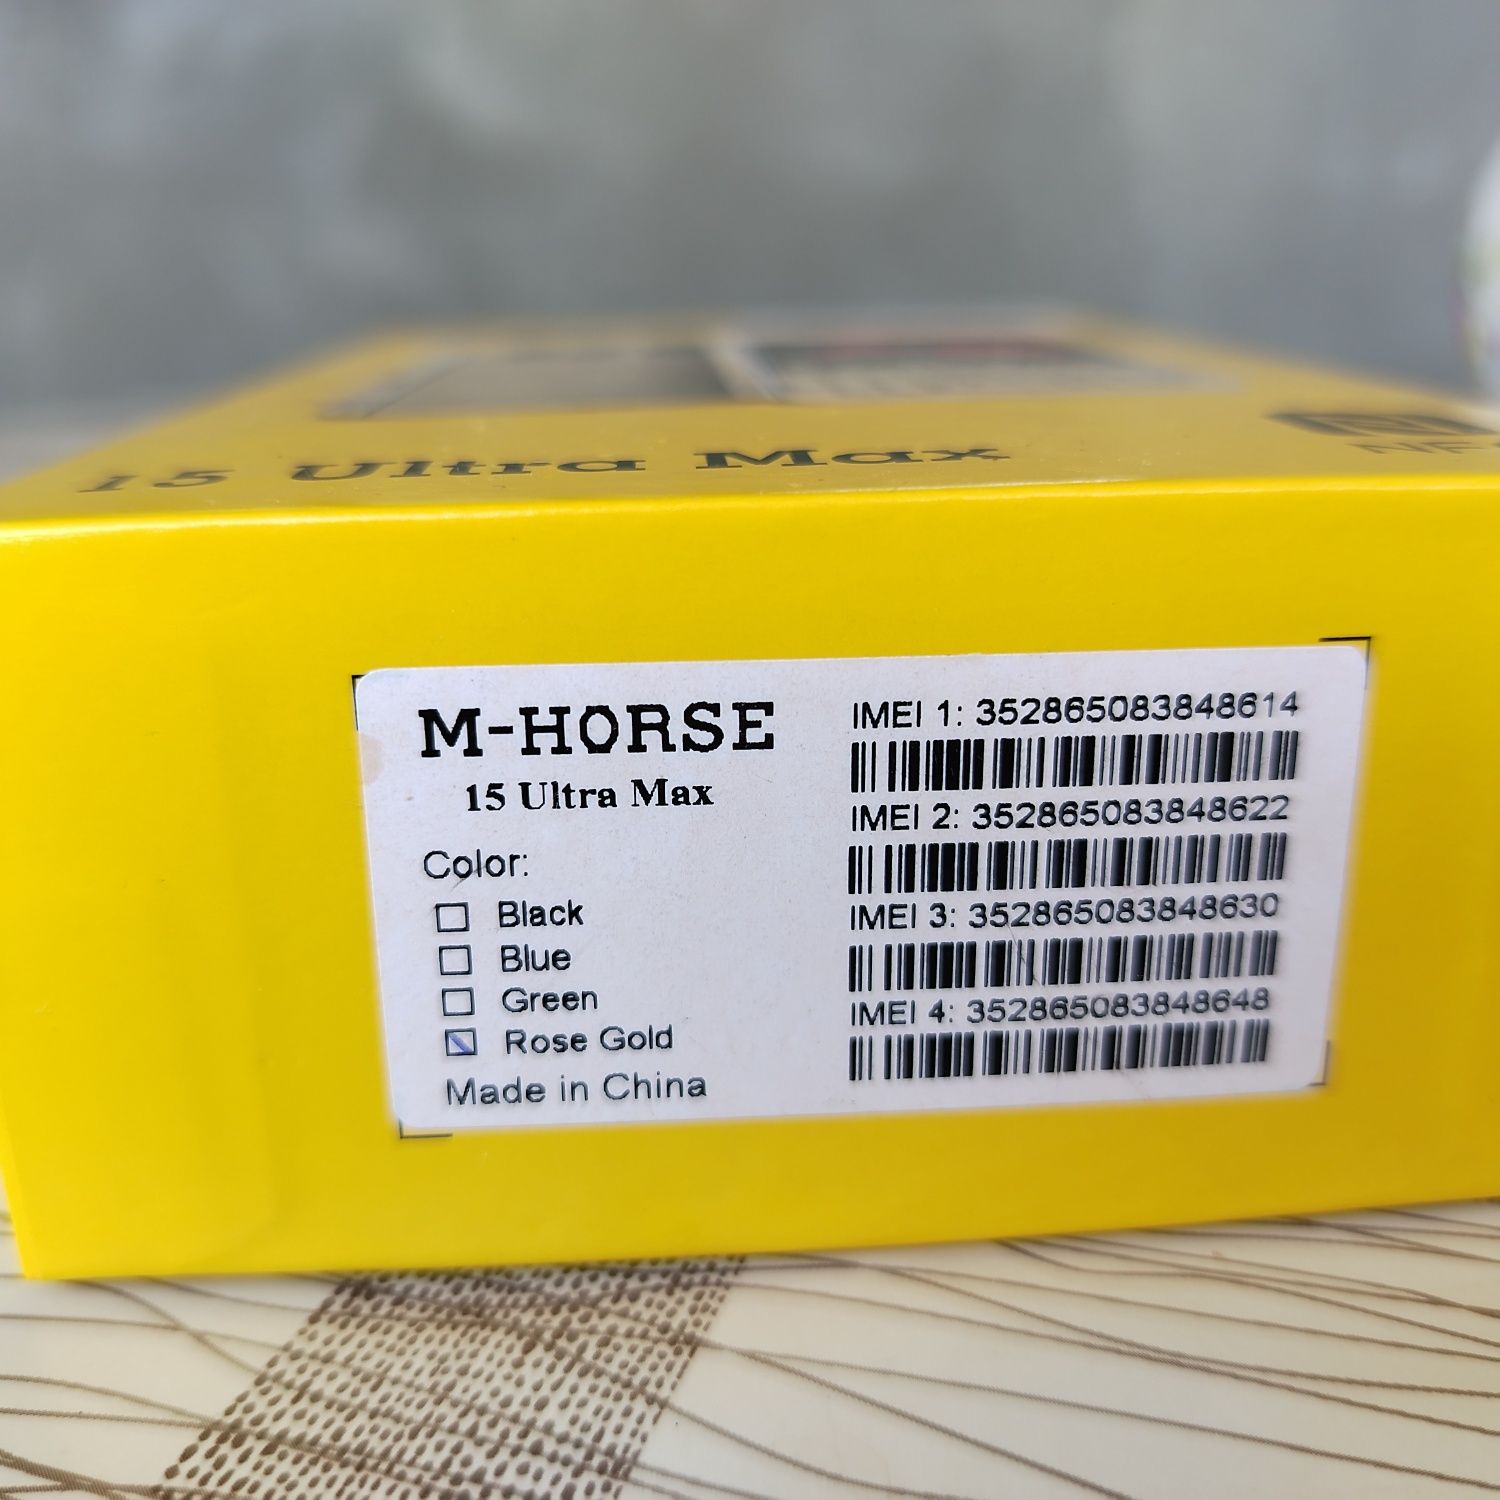 15 Ultra Max
M-HORSE
15 Ultra Max
Color:
Black
Blue
Green
Rose Gold
Made in China
IMEI 1: 352865083848614
IMEI 2: 352865083848622
IMEI 3: 352865083848630
IMEI 4: 352865083848648